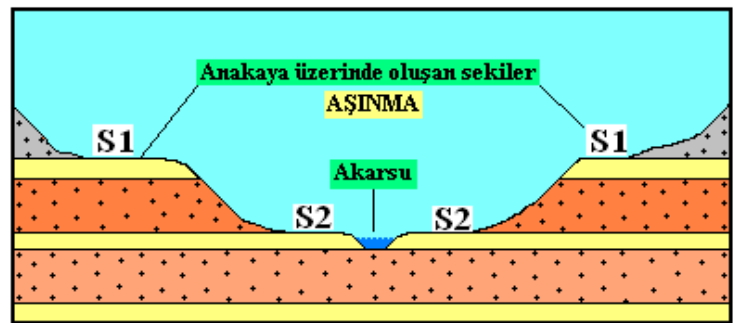 Anakaya üzerinde oluşan sekiler
AŞINMA
S1
S1
Akarsu
S2
S2